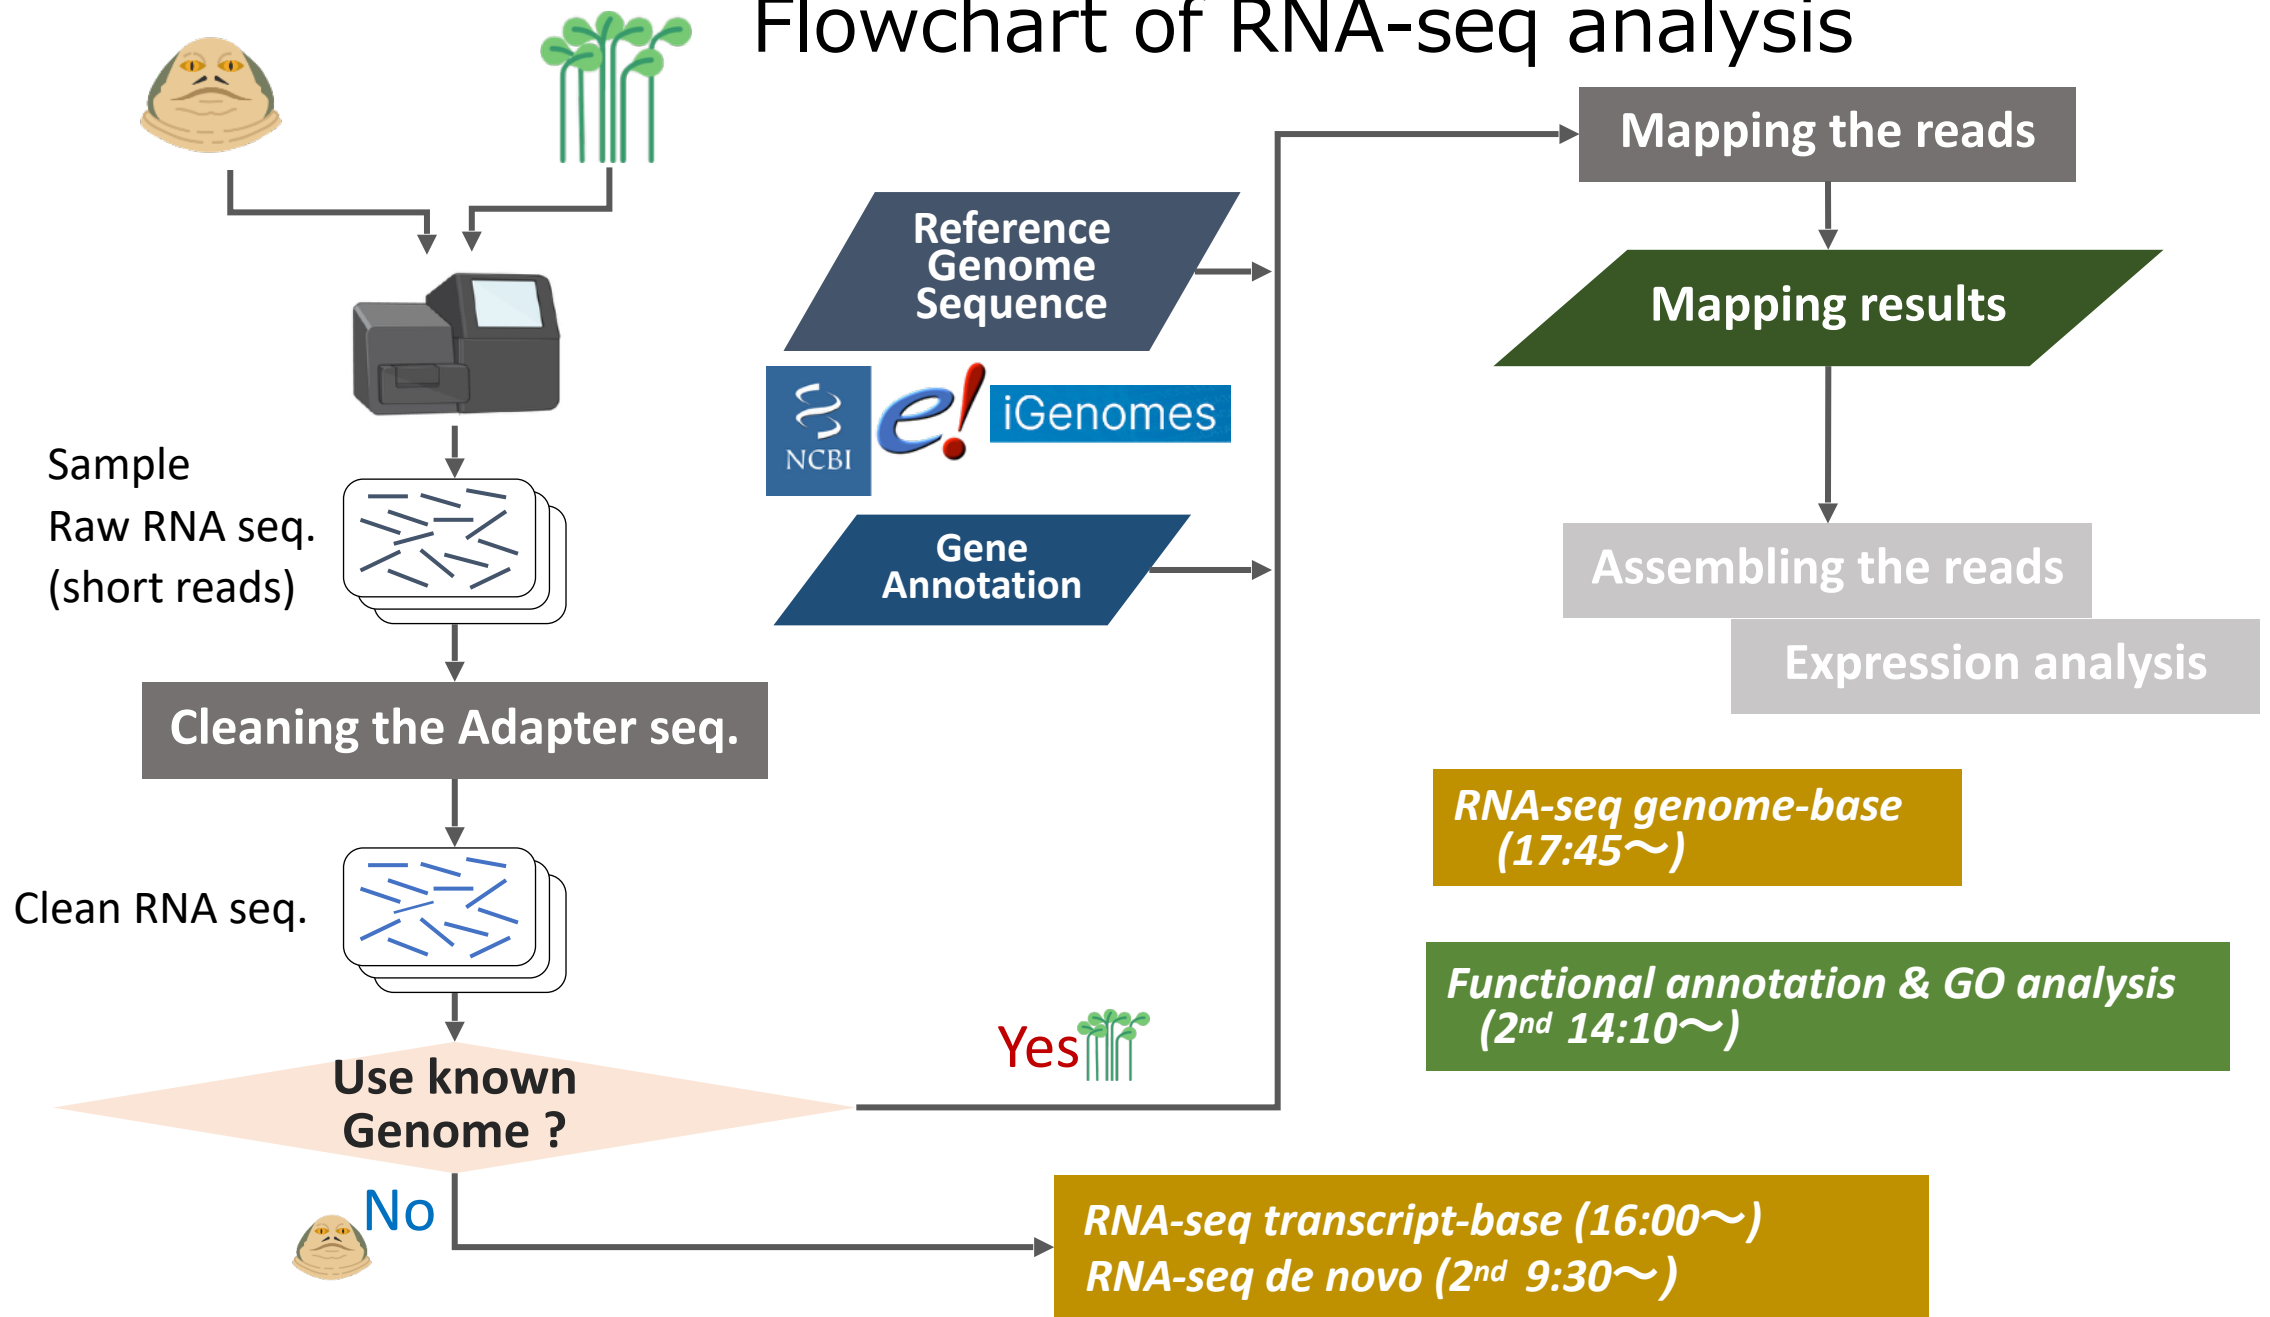 Flowchart of RNA-seq analysis
Sample
Raw RNA seq.
(short reads)
Cleaning the Adapter seq.
Clean RNA seq.
Use known
Genome ?
Yes
No
Reference
Genome
Sequence
NCBI
e!
iGenomes
Gene
Annotation
Mapping the reads
Mapping results
Assembling the reads
Expression analysis
RNA-seq genome-base
(17:45～)
Functional annotation & GO analysis
(2nd 14:10～)
RNA-seq transcript-base (16:00～)
RNA-seq de novo (2nd 9:30～)